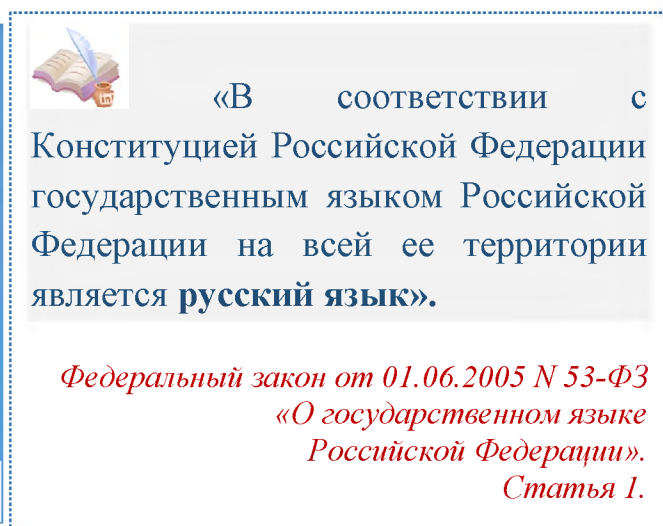 «В соответствии с
Конституцией Российской Федерации
государственным языком Российской
Федерации на всей ее территории
является русский язык».
Федеральный закон от 01.06.2005 N 53-ФЗ
«О государственном языке
Российской Федерации».
Статья 1.